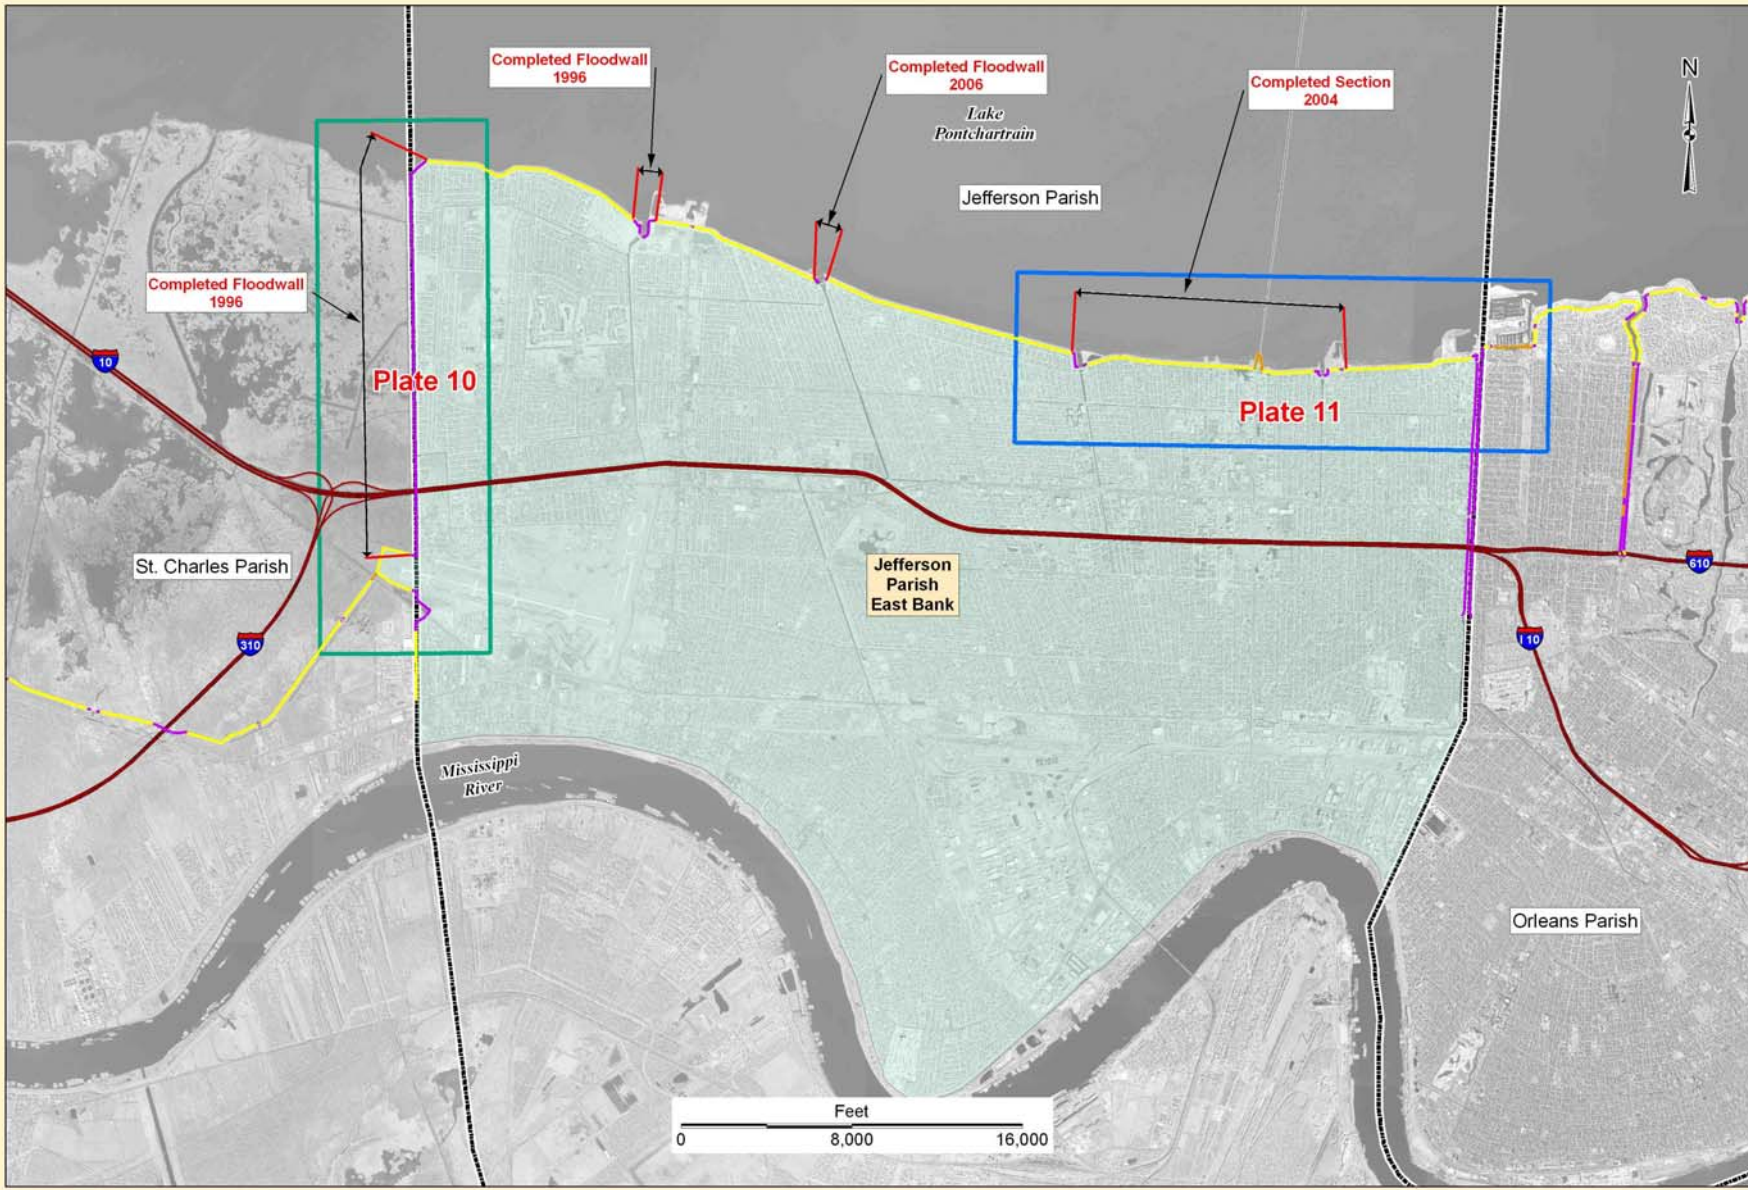 Completed Floodwall
1996
Completed Floodwall
2006
Completed Section
2004
N
Lake
Pontchartrain
Jefferson Parish
Completed Floodwall
1996
10
Plate 10
Plate 11
St. Charles Parish
Jefferson
Parish
East Bank
610
310
I 10
Mississippi
River
Orleans Parish
Feet
0 8,000 16,000